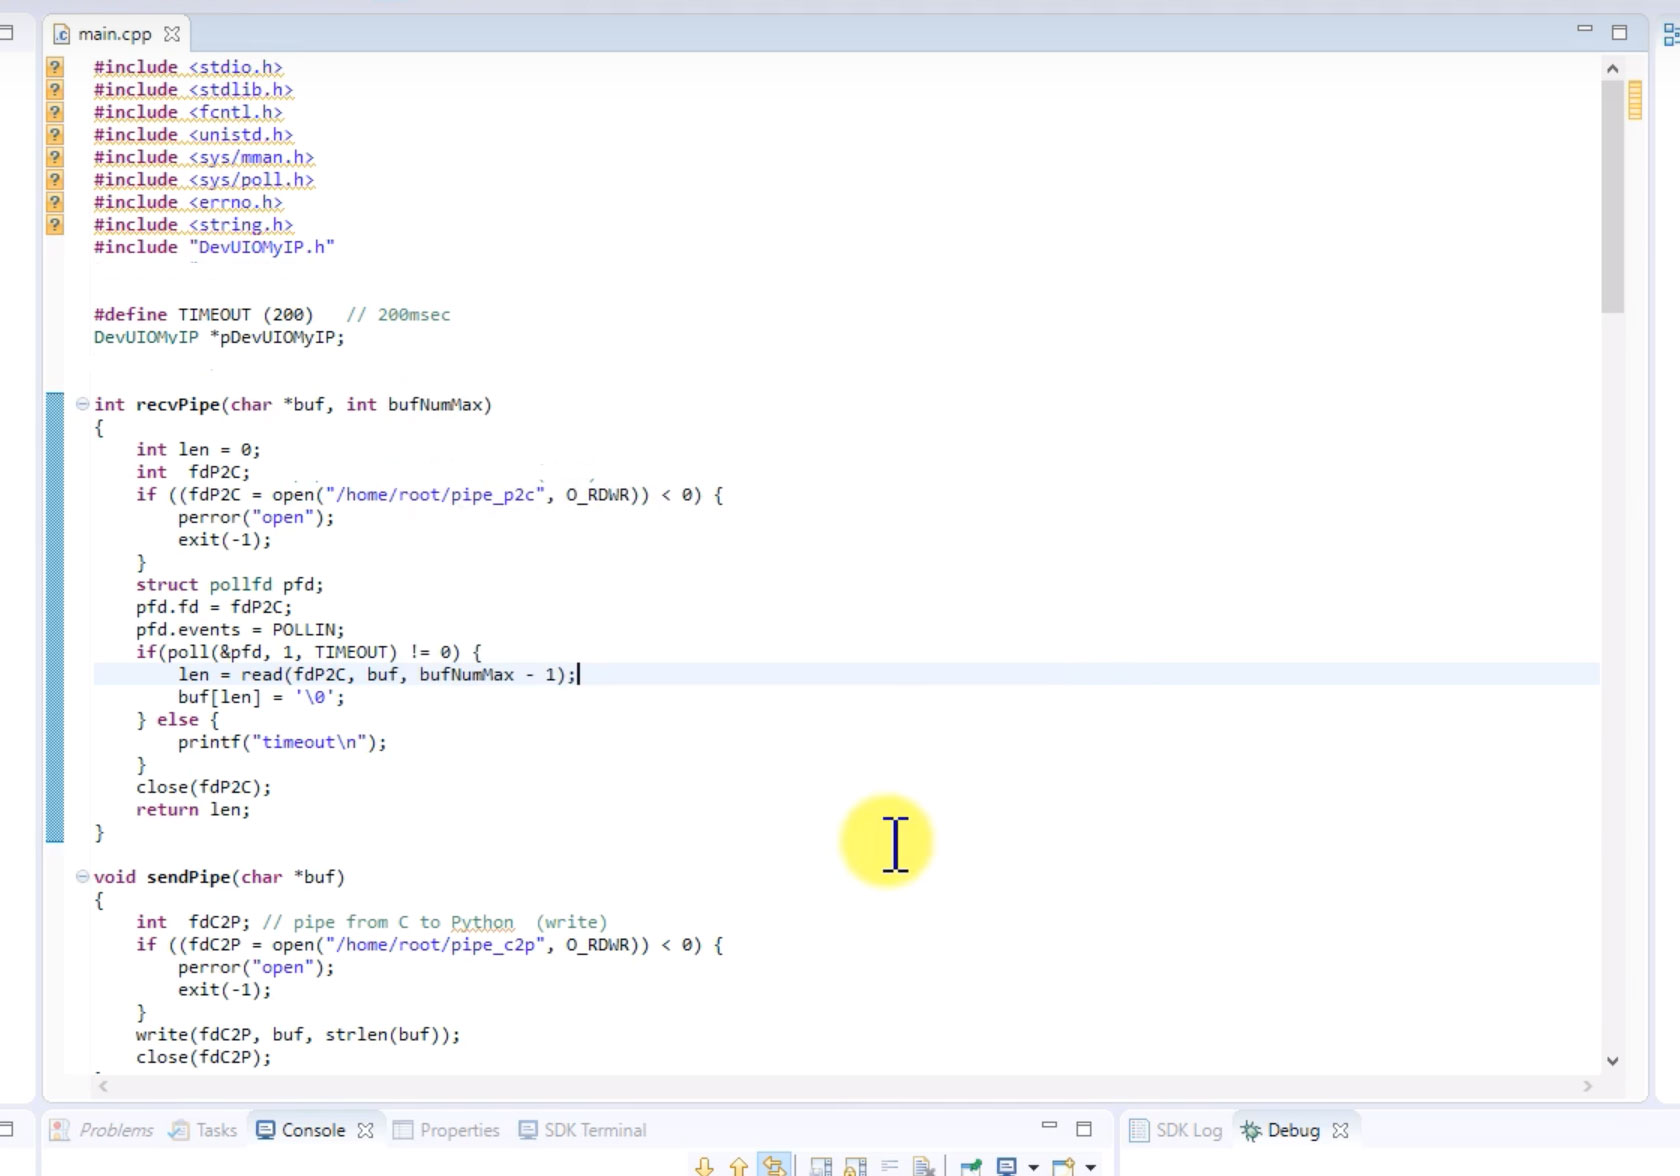 main.cpp
#include <stdio.h>
#include <stdlib.h>
#include <fcntl.h>
#include <unistd.h>
#include <sys/mman.h>
#include <sys/poll.h>
#include <errno.h>
#include <string.h>
#include "DevUIOMyIP.h"
#define TIMEOUT (200)   // 200msec
DevUIOMyIP *pDevUIOMyIP;
int recvPipe(char *buf, int bufNumMax)
{
    int len = 0;
    int  fdP2C;
    if ((fdP2C = open("/home/root/pipe_p2c", O_RDWR)) < 0) {
        perror("open");
        exit(-1);
    }
    struct pollfd pfd;
    pfd.fd = fdP2C;
    pfd.events = POLLIN;
    if(poll(&pfd, 1, TIMEOUT) != 0) {
        len = read(fdP2C, buf, bufNumMax - 1);
        buf[len] = '\0';
    } else {
        printf("timeout\n");
    }
    close(fdP2C);
    return len;
}
void sendPipe(char *buf)
{
    int  fdC2P; // pipe from C to Python  (write)
    if ((fdC2P = open("/home/root/pipe_c2p", O_RDWR)) < 0) {
        perror("open");
        exit(-1);
    }
    write(fdC2P, buf, strlen(buf));
    close(fdC2P);
Problems Tasks Console Properties SDK Terminal SDK Log Debug